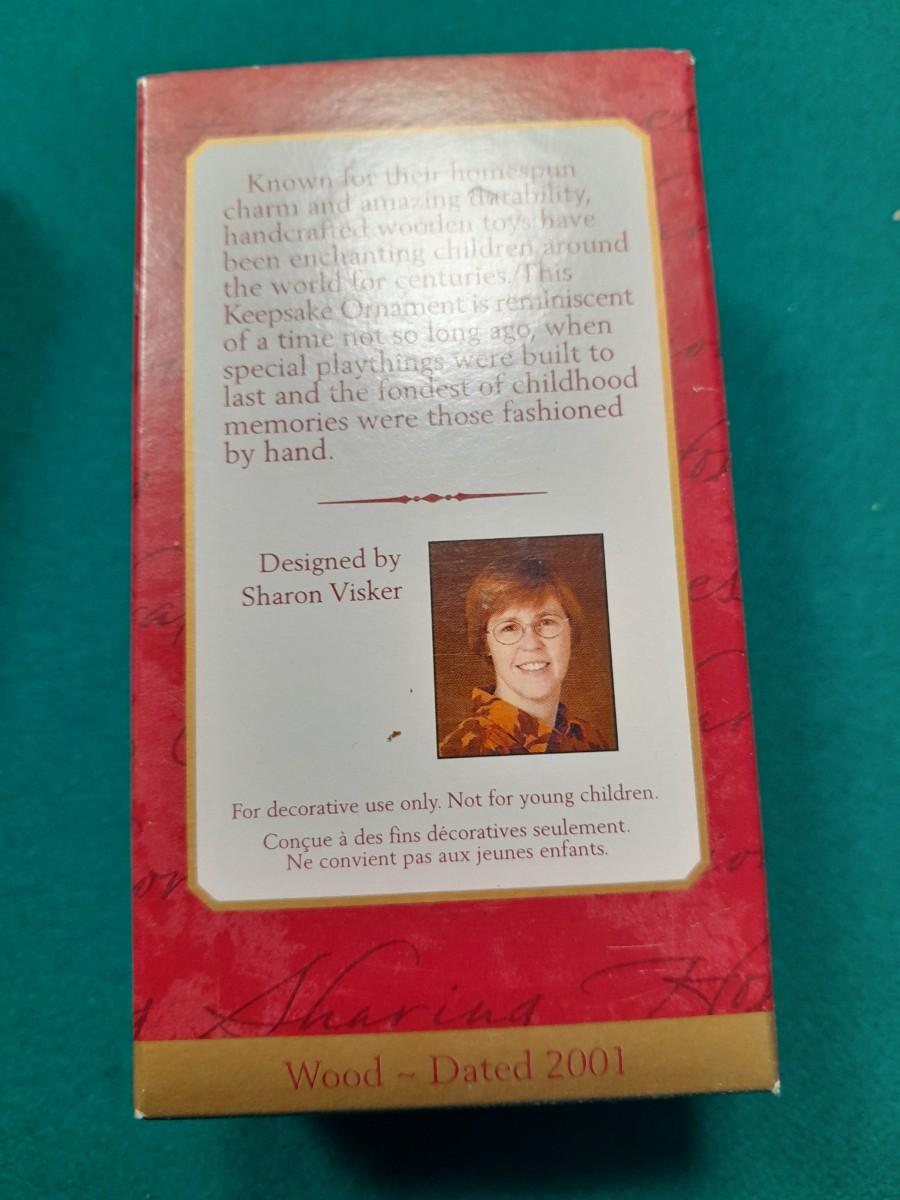 Known for their homespun
charm and amazing durability,
handcrafted wooden toys have
been enchanting children around
the world for centuries. This
Keepsake Ornament is reminiscent
of a time not so long ago, when
special playthings were built to
last and the fondest of childhood
memories were those fashioned
by hand.
Designed by
Sharon Visker
For decorative use only. Not for young children.
Conçue à des fins décoratives seulement.
Ne convient pas aux jeunes enfants.
Sharing
Wood ~ Dated 2001